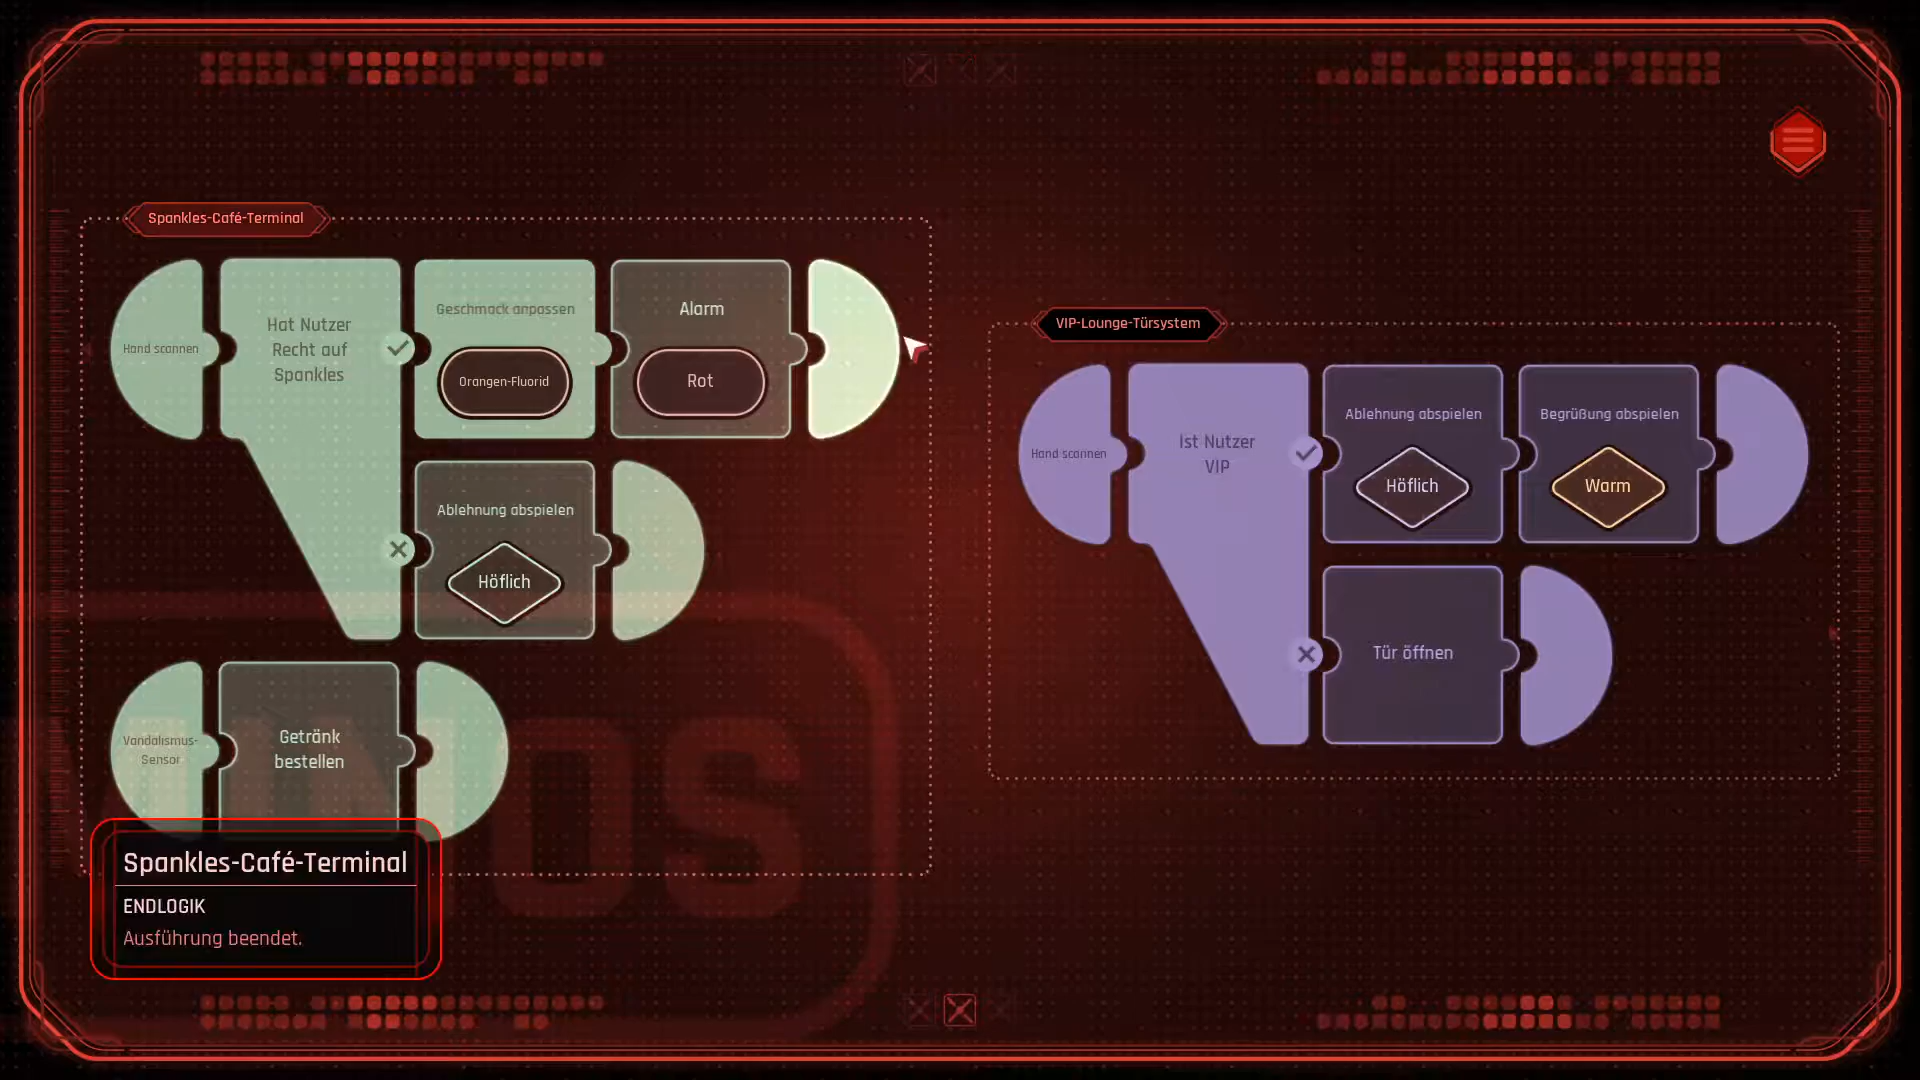 Spankles-Café-Terminal
Hand scannen
Hat Nutzer
Recht auf
Spankles
Geschmack anpassen
Orangen-Fluorid
Alarm
Rot
Ablehnung abspielen
Höflich
Vandalismus-
Sensor
Getränk
bestellen
VIP-Lounge-Türsystem
Hand scannen
Ist Nutzer
VIP
Ablehnung abspielen
Höflich
Begrüßung abspielen
Warm
Tür öffnen
Spankles-Café-Terminal
ENDLOGIK
Ausführung beendet.